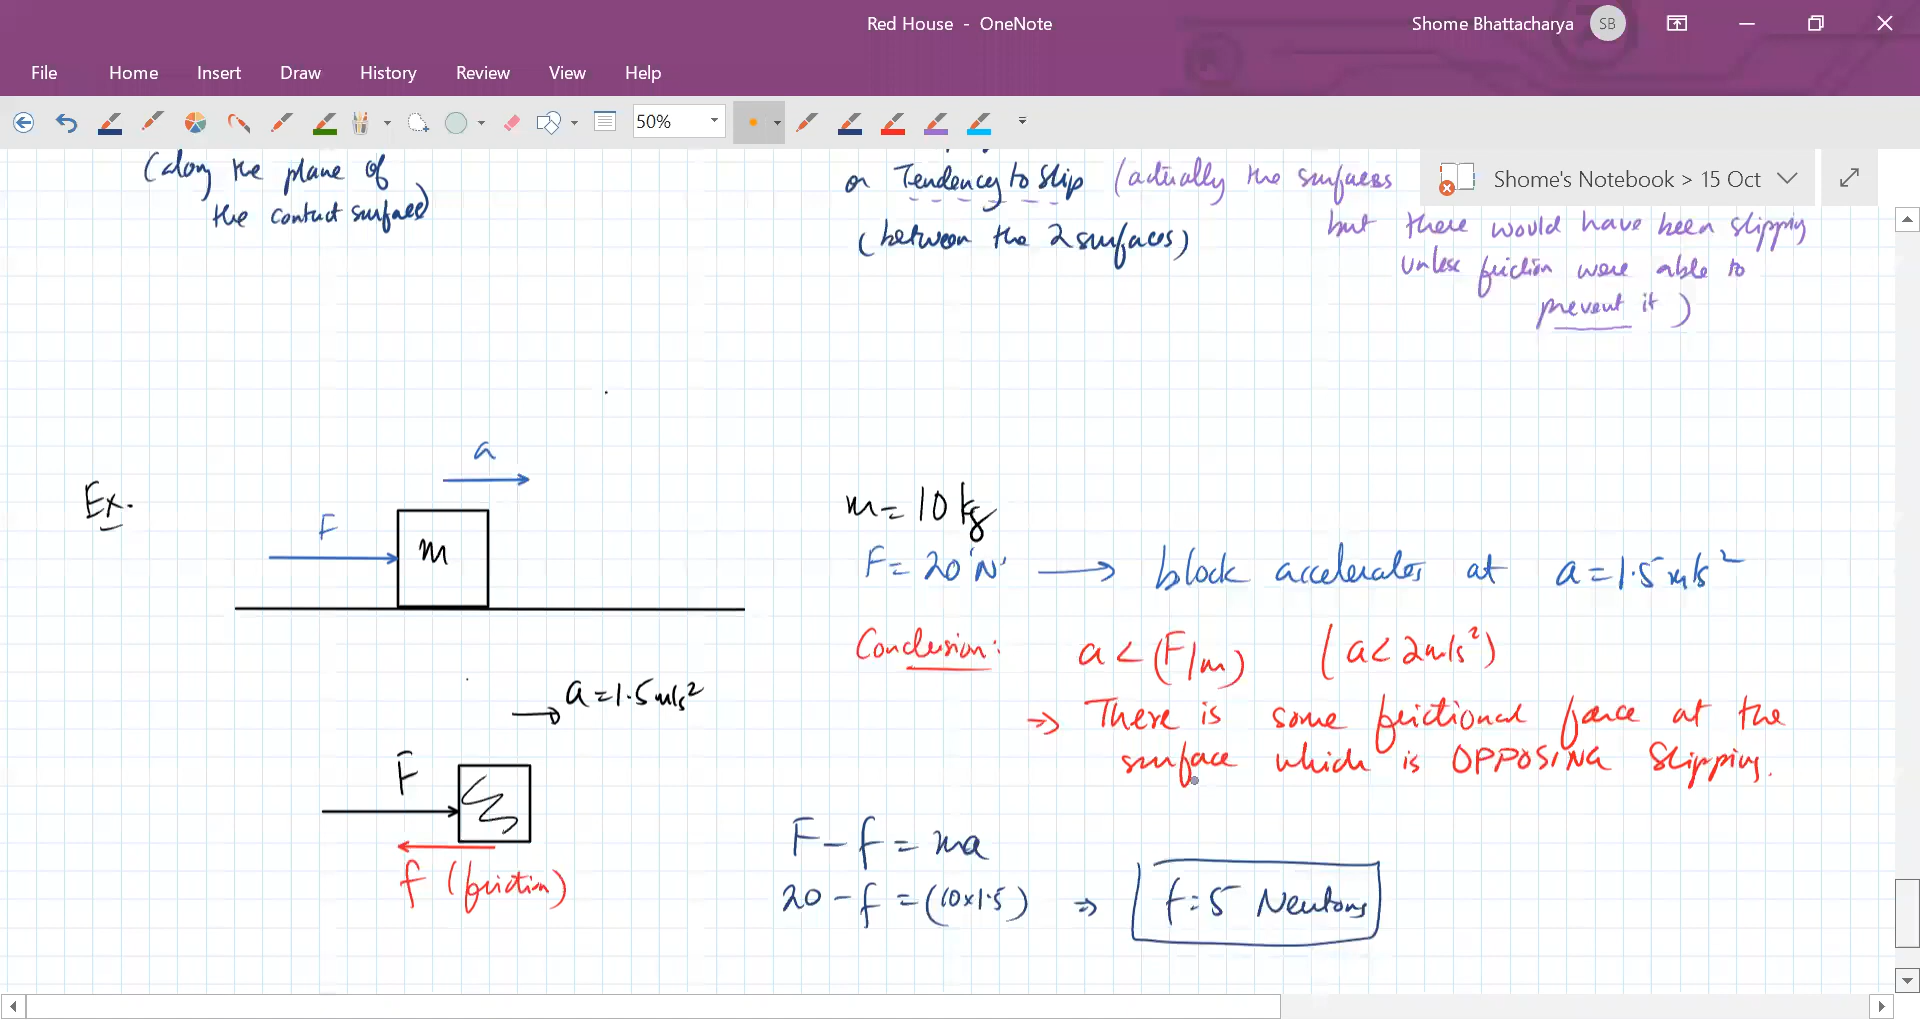 Red House - OneNote
Shome Bhattacharya SB
File Home Insert Draw History Review View Help
50%
Shome's Notebook > 15 Oct
(along the plane of
the contact surface)
or Tendency to slip (actually the surfaces
but there would have been slipping
(between the 2 surfaces)
unless friction were able to
prevent it)
Ex.
a
F
m
m = 10 kg
F = 20 'N' → block accelerates at a = 1.5 m/s²
Conclusion: a < (F/m) (a < 2 m/s²)
⇒ There is some frictional force at the
surface which is OPPOSING slipping.
a = 1.5 m/s²
F
f (friction)
F - f = ma
20 - f = (10 x 1.5) ⇒ f = 5 Newtons